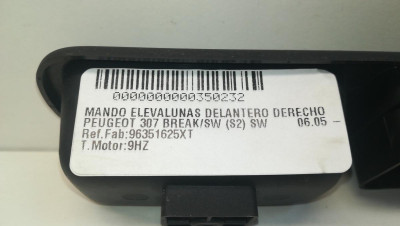 0000000000350232
MANDO ELEVALUNAS DELANTERO DERECHO
PEUGEOT 307 BREAK/SW (S2) SW 06.05 -
Ref.Fab:96351625XT
T.Motor:9HZ